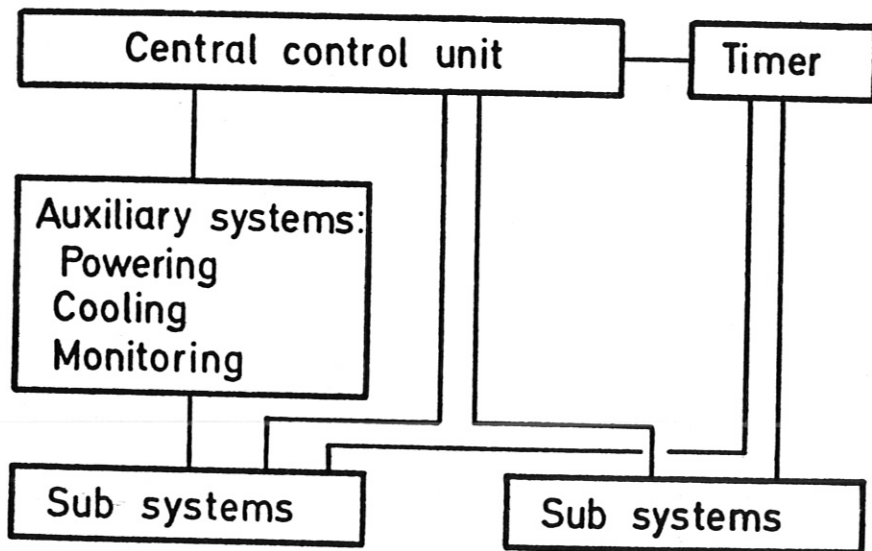 Central control unit
Timer
Auxiliary systems:
Powering
Cooling
Monitoring
Sub systems
Sub systems